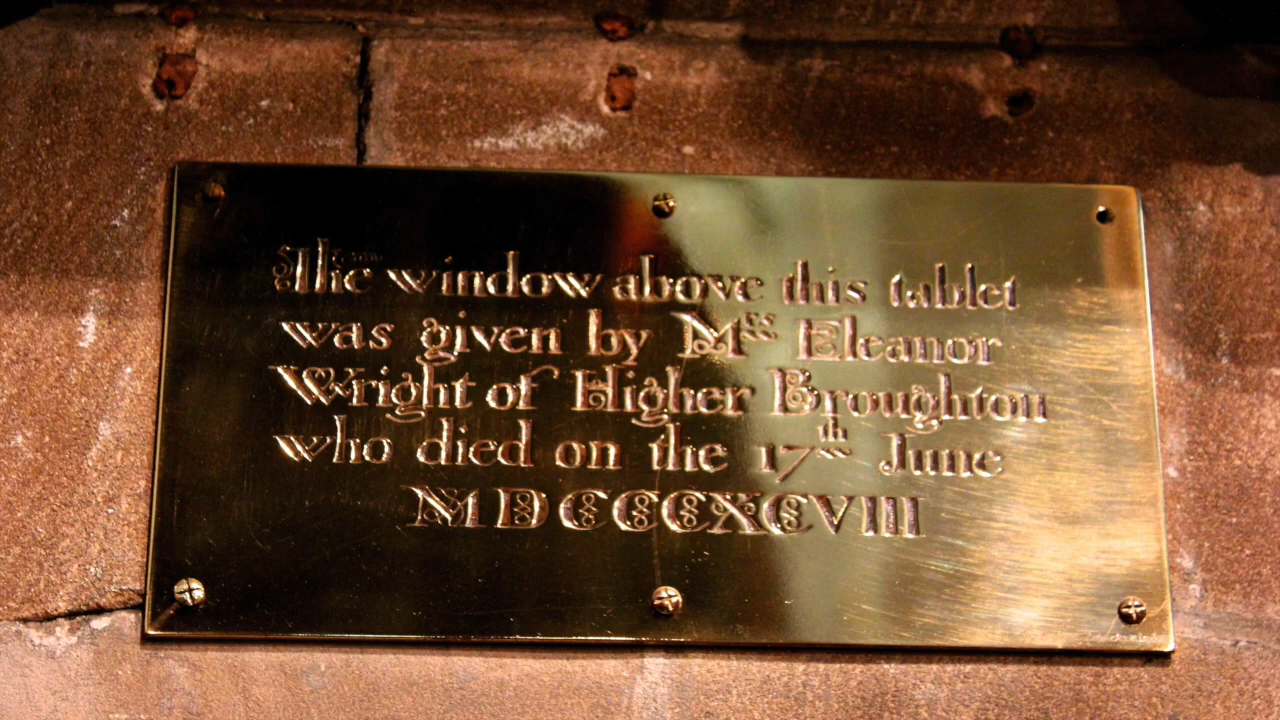 The window above this tablet
was given by Mrs Eleanor
Wright of Higher Broughton
who died on the 17th June
MDCCCXCVIII